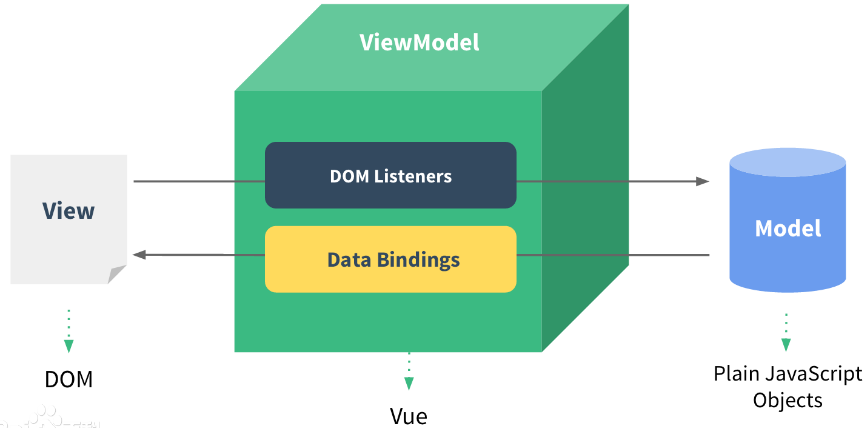 ViewModel
DOM Listeners
View
Model
Data Bindings
DOM
Vue
Plain JavaScript
Objects